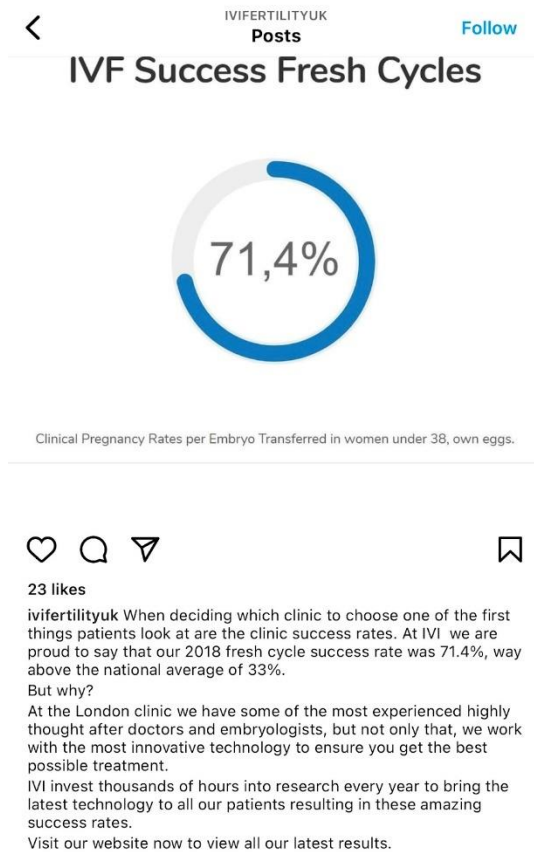 IVIFERTILITYUK
Posts
Follow
IVF Success Fresh Cycles
71,4%
Clinical Pregnancy Rates per Embryo Transferred in women under 38, own eggs.
23 likes
ivifertilityuk When deciding which clinic to choose one of the first
things patients look at are the clinic success rates. At IVI  we are
proud to say that our 2018 fresh cycle success rate was 71.4%, way
above the national average of 33%.
But why?
At the London clinic we have some of the most experienced highly
thought after doctors and embryologists, but not only that, we work
with the most innovative technology to ensure you get the best
possible treatment.
IVI invest thousands of hours into research every year to bring the
latest technology to all our patients resulting in these amazing
success rates.
Visit our website now to view all our latest results.